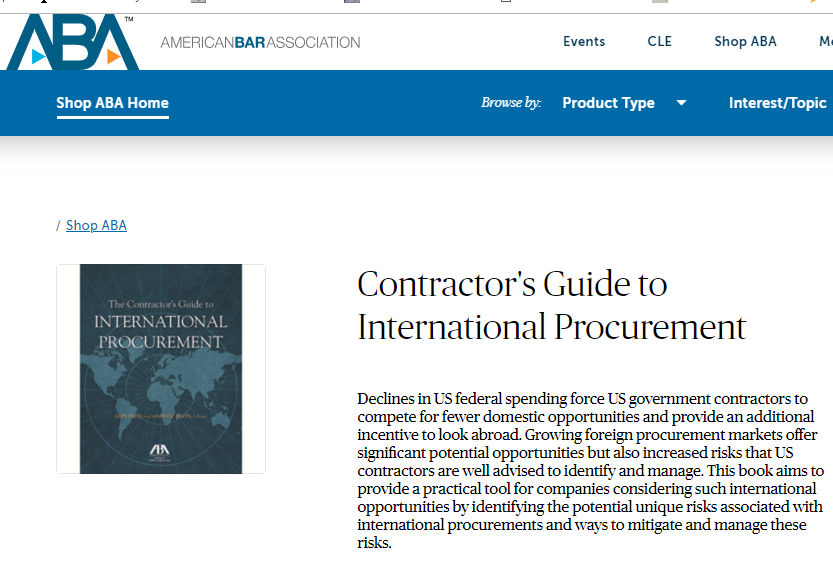 ABA™
AMERICANBARASSOCIATION
Events CLE Shop ABA
Shop ABA Home
Browse by: Product Type Interest/Topic
/ Shop ABA
The Contractor's Guide to
INTERNATIONAL
PROCUREMENT
ABA
Contractor's Guide to
International Procurement
Declines in US federal spending force US government contractors to
compete for fewer domestic opportunities and provide an additional
incentive to look abroad. Growing foreign procurement markets offer
significant potential opportunities but also increased risks that US
contractors are well advised to identify and manage. This book aims to
provide a practical tool for companies considering such international
opportunities by identifying the potential unique risks associated with
international procurements and ways to mitigate and manage these
risks.